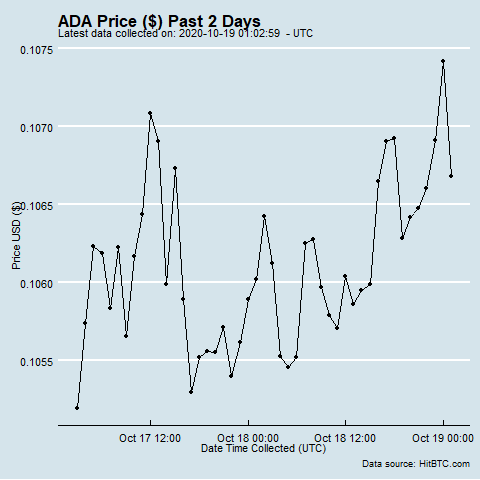 ADA Price ($) Past 2 Days
Latest data collected on: 2020-10-19 01:02:59 - UTC
0.1075
0.1070
0.1065
0.1060
0.1055
Price USD ($)
Oct 17 12:00
Oct 18 00:00
Oct 18 12:00
Oct 19 00:00
Date Time Collected (UTC)
Data source: HitBTC.com